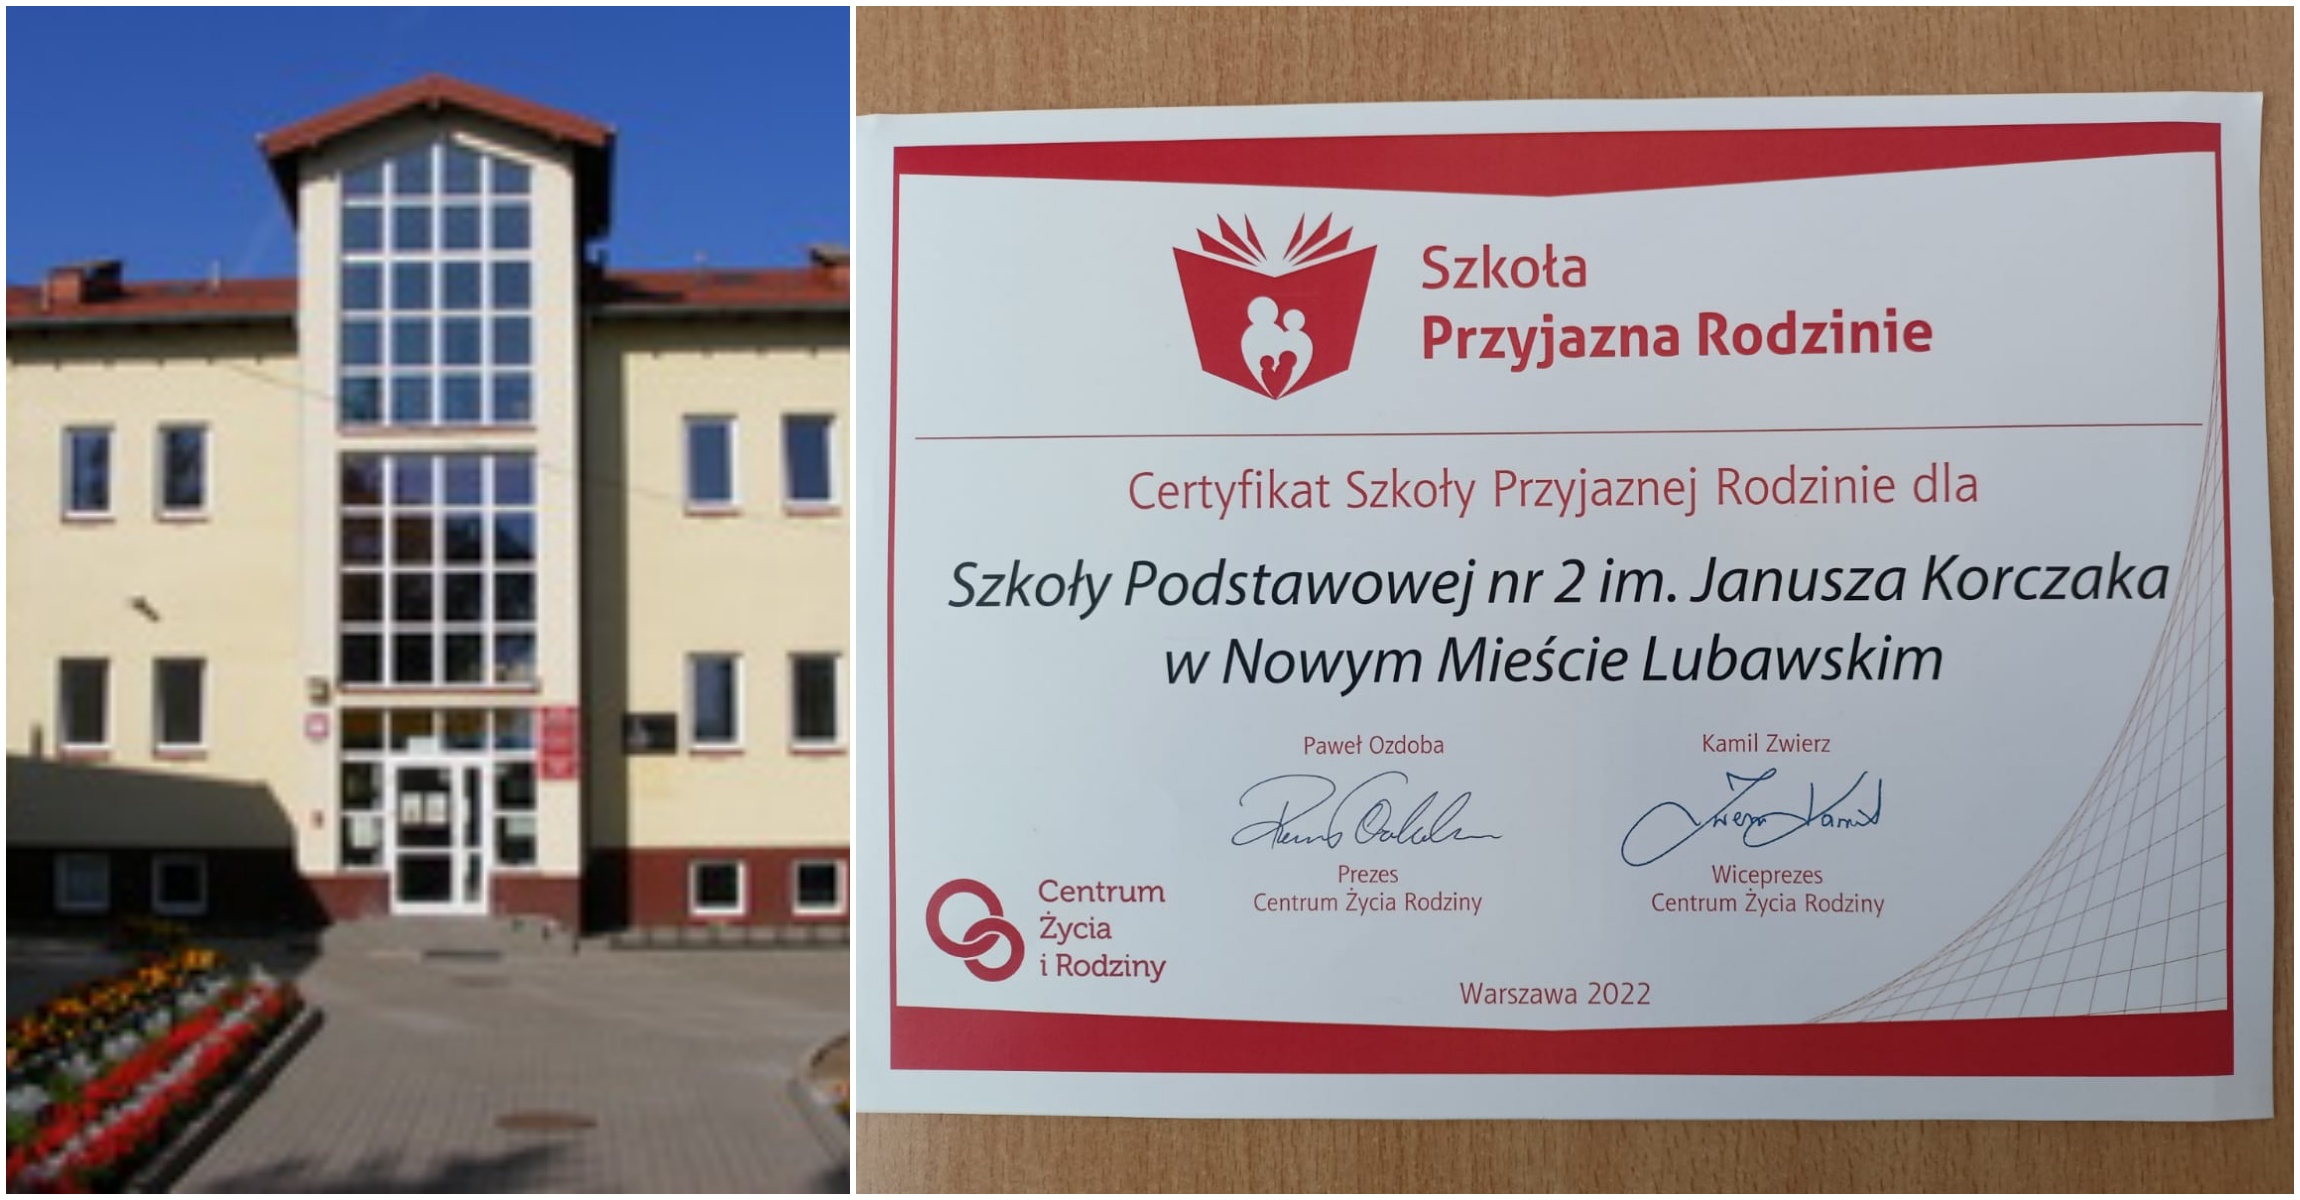 Szkoła
Przyjazna Rodzinie
Certyfikat Szkoły Przyjaznej Rodzinie dla
Szkoły Podstawowej nr 2 im. Janusza Korczaka
w Nowym Mieście Lubawskim
Paweł Ozdoba
Kamil Zwierz
Prezes
Centrum Życia Rodziny
Wiceprezes
Centrum Życia Rodziny
Centrum
Życia
i Rodziny
Warszawa 2022